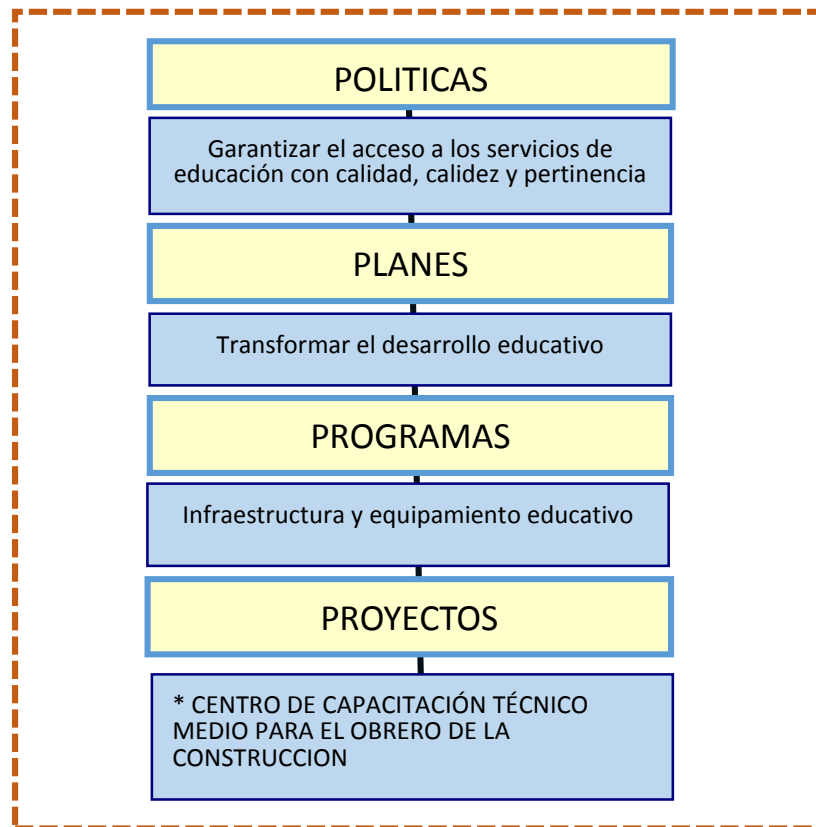 POLITICAS
Garantizar el acceso a los servicios de
educación con calidad, calidez y pertinencia
PLANES
Transformar el desarrollo educativo
PROGRAMAS
Infraestructura y equipamiento educativo
PROYECTOS
* CENTRO DE CAPACITACIÓN TÉCNICO
MEDIO PARA EL OBRERO DE LA
CONSTRUCCION